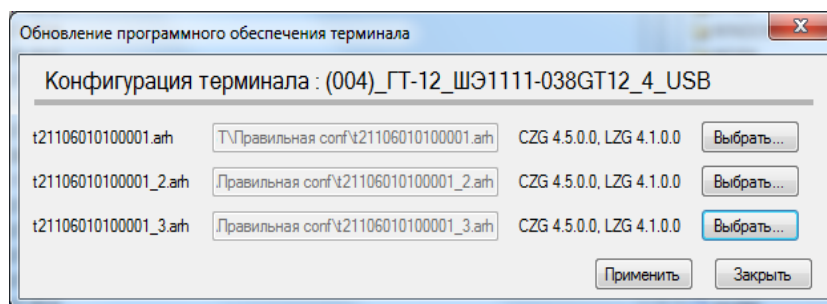 Обновление программного обеспечения терминала
Конфигурация терминала : (004)_ГТ-12_ШЭ1111-038GT12_4_USB
t21106010100001.arh T\Правильная conf\t21106010100001.arh CZG 4.5.0.0, LZG 4.1.0.0 Выбрать...
t21106010100001_2.arh .Правильная conf\t21106010100001_2.arh CZG 4.5.0.0, LZG 4.1.0.0 Выбрать...
t21106010100001_3.arh .Правильная conf\t21106010100001_3.arh CZG 4.5.0.0, LZG 4.1.0.0 Выбрать...
Применить Закрыть